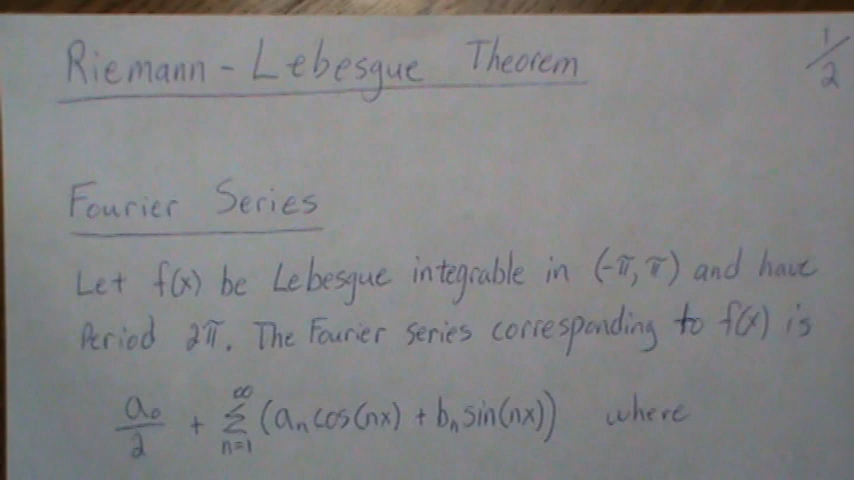 Riemann - Lebesgue Theorem
1/2
Fourier Series
Let f(x) be Lebesgue integrable in (-π, π) and have
Period 2π. The Fourier series corresponding to f(x) is
a₀/2 + ∑_{n=1}^{∞} (aₙcos(nx) + bₙsin(nx)) where